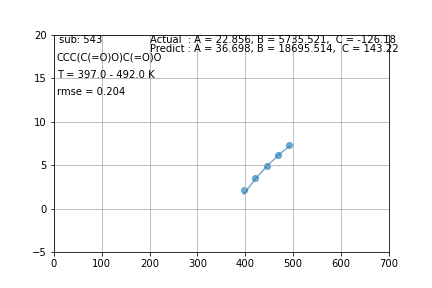 sub: 543
Actual : A = 22.856, B = 5735.521, C = -126.18
Predict : A = 36.698, B = 18695.514, C = 143.22
CCC(C(=O)O)C(=O)O
T = 397.0 - 492.0 K
rmse = 0.204
20
15
10
5
0
−5
0 100 200 300 400 500 600 700